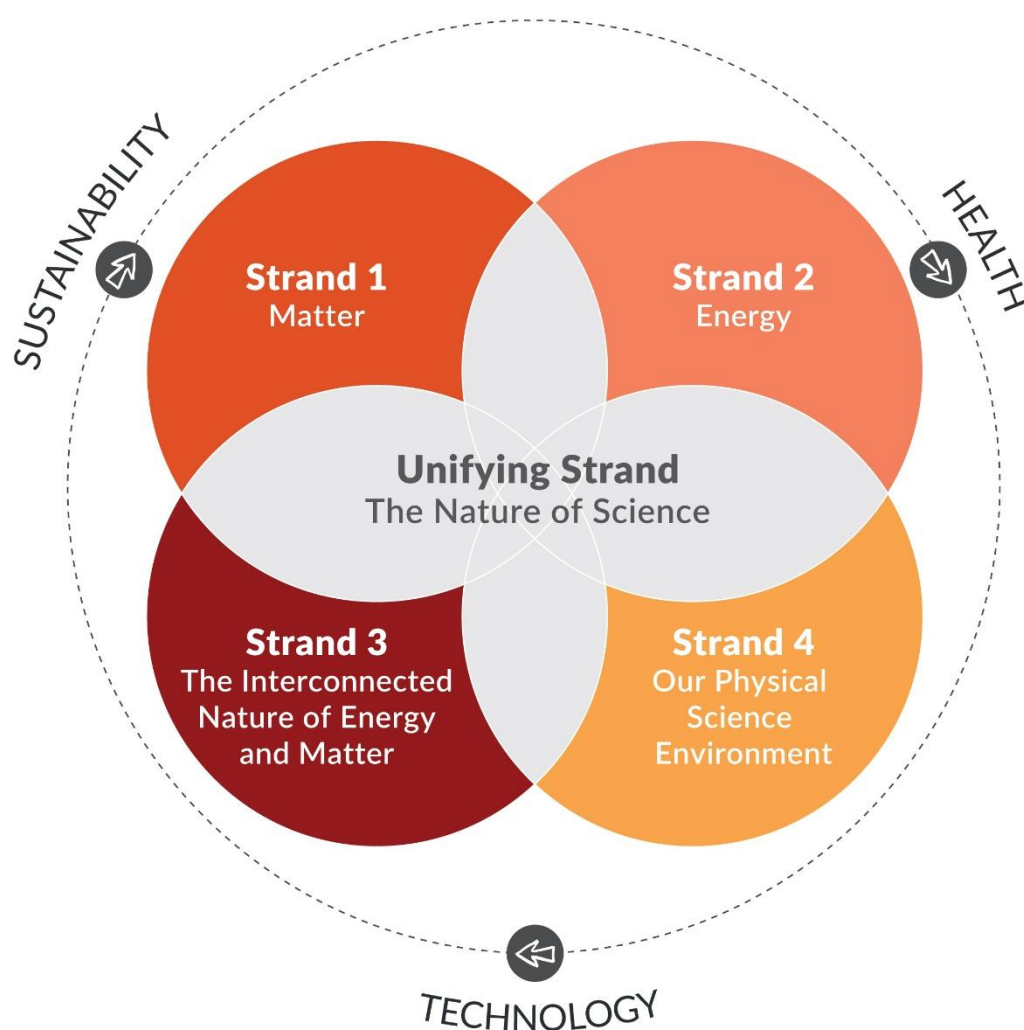 SUSTAINABILITY
HEALTH
Strand 1
Matter
Strand 2
Energy
Unifying Strand
The Nature of Science
Strand 3
The Interconnected
Nature of Energy
and Matter
Strand 4
Our Physical
Science
Environment
TECHNOLOGY